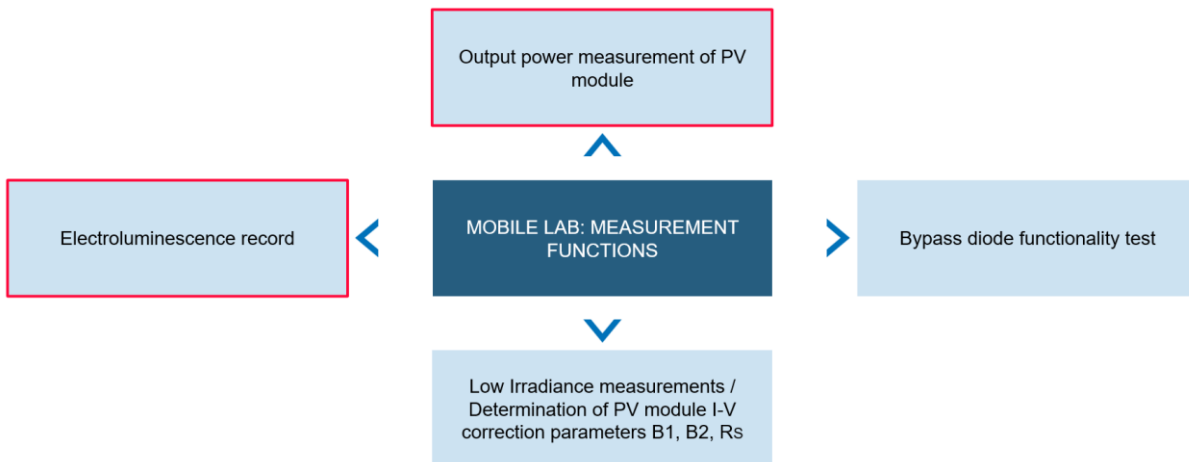 Output power measurement of PV
module
Electroluminescence record
MOBILE LAB: MEASUREMENT
FUNCTIONS
Bypass diode functionality test
Low Irradiance measurements /
Determination of PV module I-V
correction parameters B1, B2, Rs